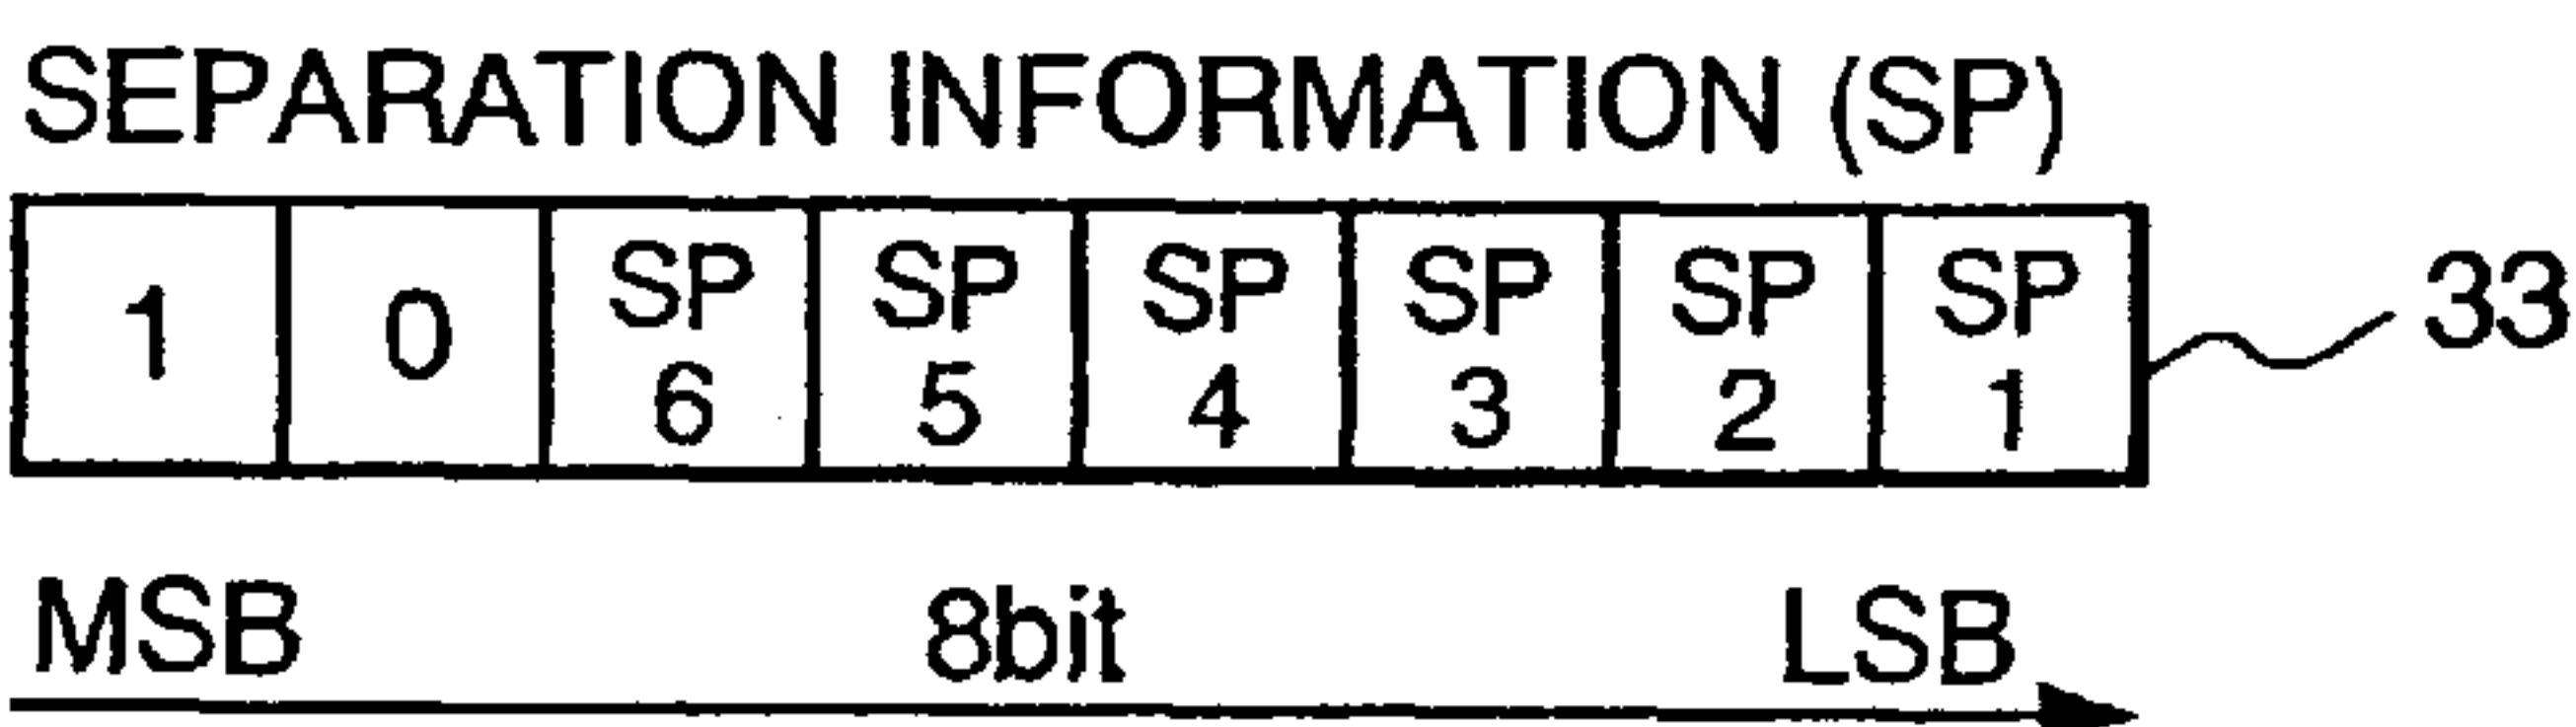 SEPARATION INFORMATION (SP)
1 0 SP 6 SP 5 SP 4 SP 3 SP 2 SP 1 33
MSB 8bit LSB